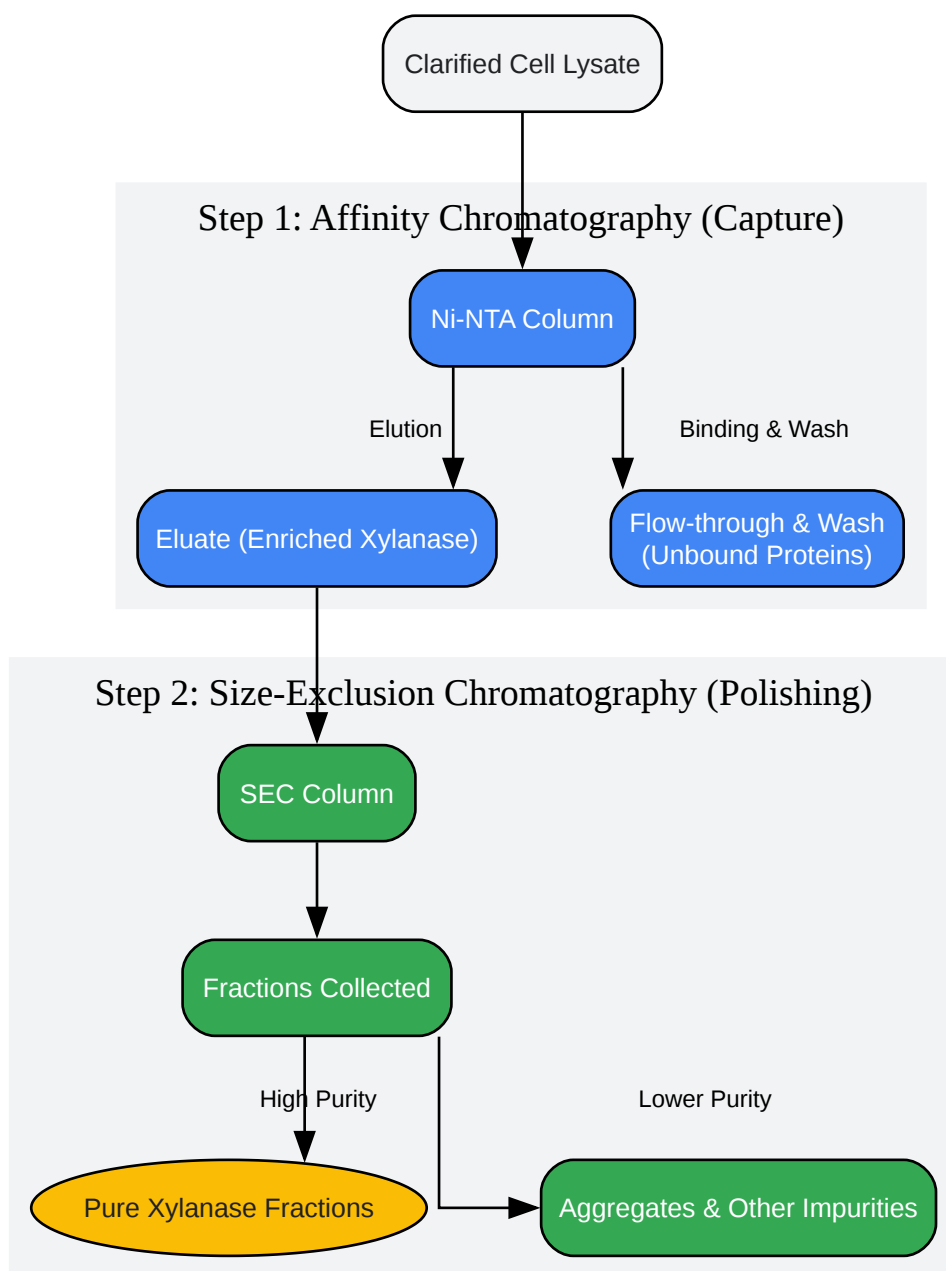 Clarified Cell Lysate
Step 1: Affinity Chromatography (Capture)
Ni-NTA Column
Elution
Binding & Wash
Eluate (Enriched Xylanase)
Flow-through & Wash
(Unbound Proteins)
Step 2: Size-Exclusion Chromatography (Polishing)
SEC Column
Fractions Collected
High Purity
Lower Purity
Pure Xylanase Fractions
Aggregates & Other Impurities